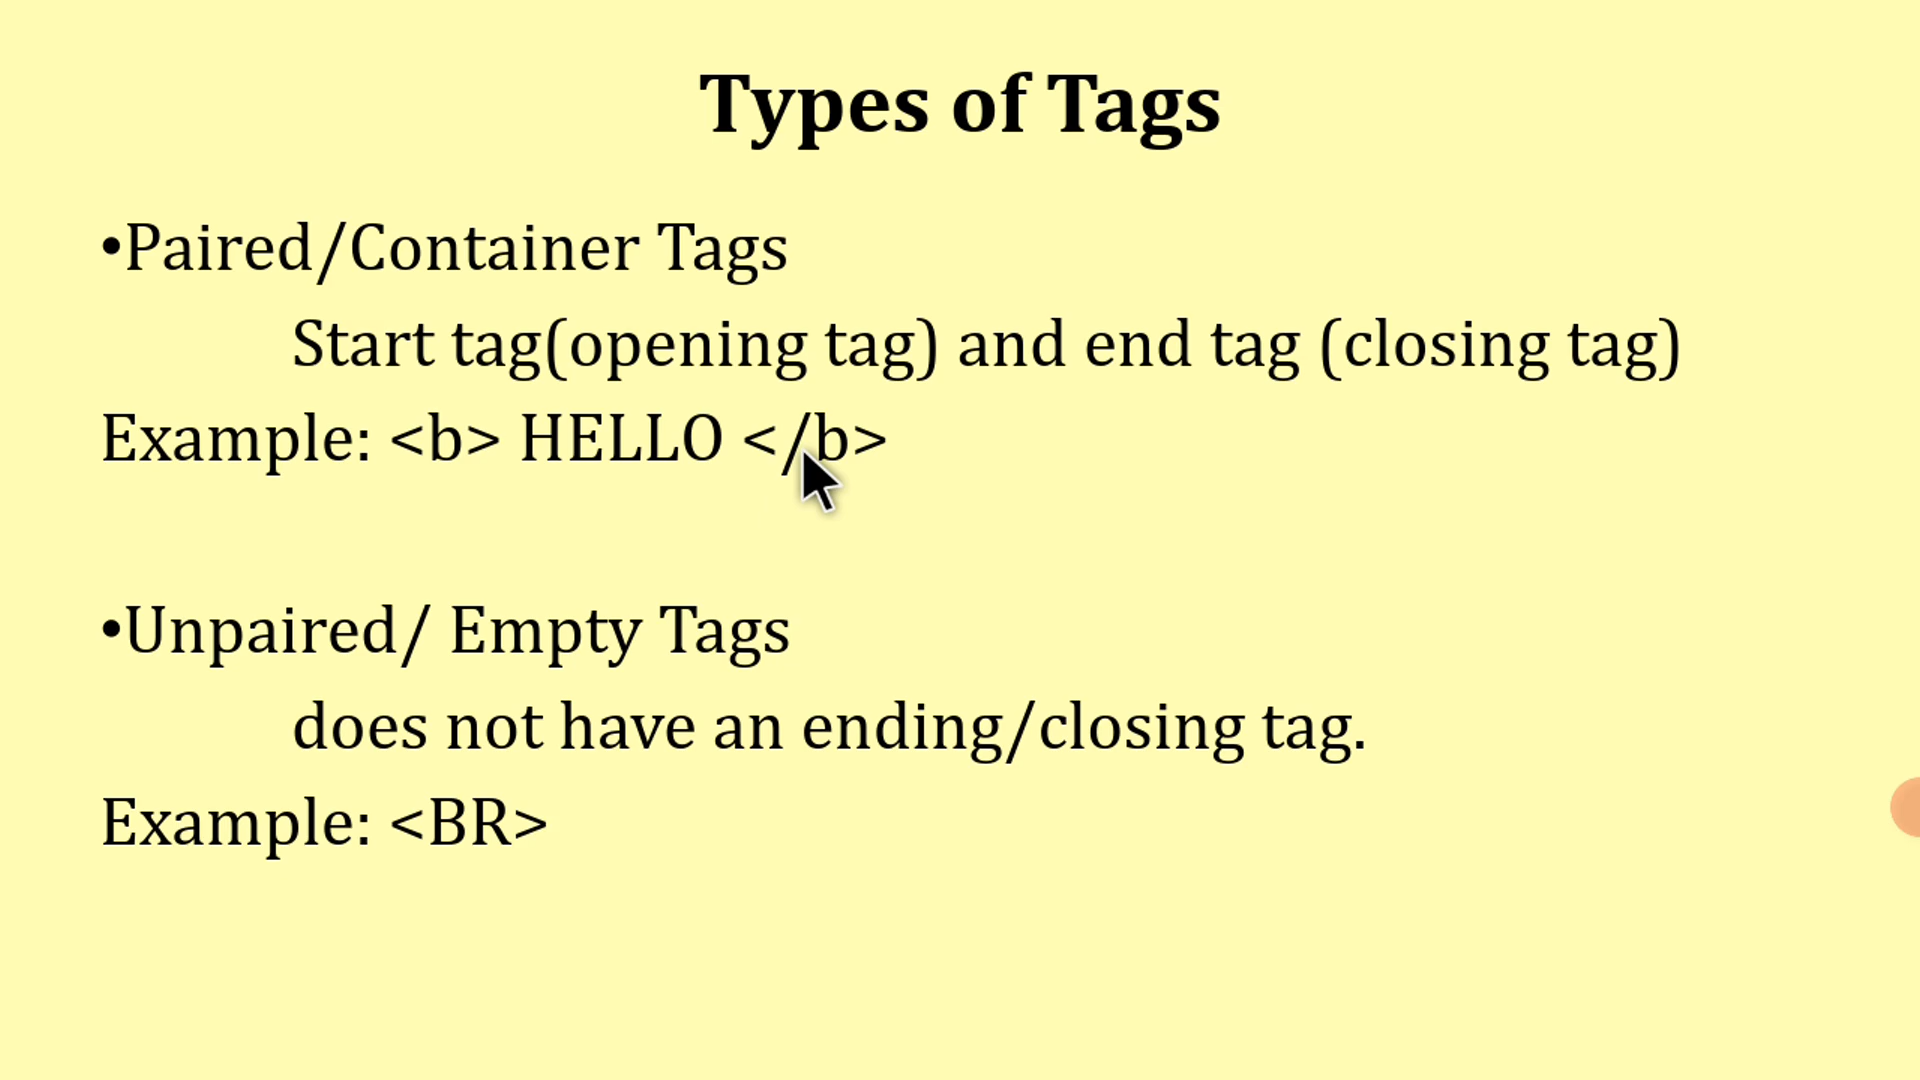 Types of Tags
•Paired/Container Tags
Start tag(opening tag) and end tag (closing tag)
Example: <b> HELLO </b>
•Unpaired/ Empty Tags
does not have an ending/closing tag.
Example: <BR>